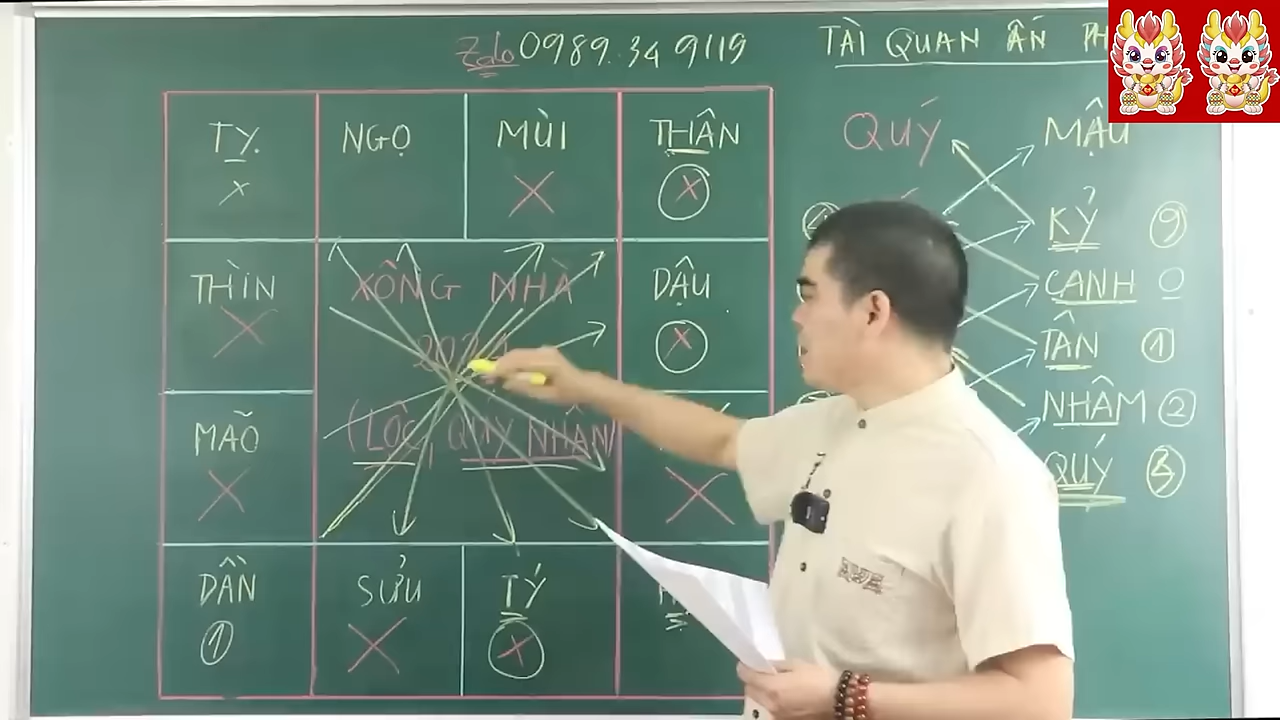 Zalo 0989.34 9119
TÀI QUAN ẤN
TỴ.
NGỌ
MÙI
THÂN
THÌN
DẬU
MÃO
DẦN
①
SỬU
TÝ
XÔNG NHÀ
(LỘC, QUÝ NHÂN)
QUÝ
MẬU
KỶ ⑨
CANH 0
TÂN ①
NHÂM ②
QUÝ ③